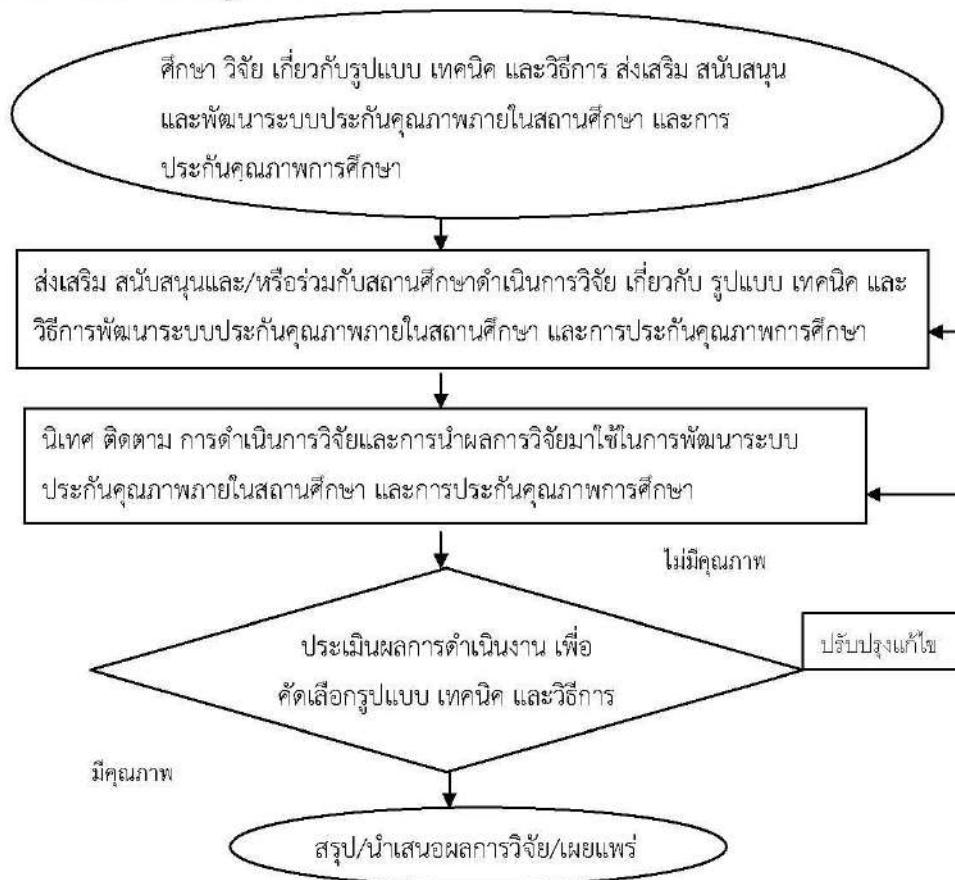 ศึกษา วิจัย เกี่ยวกับรูปแบบ เทคนิค และวิธีการ ส่งเสริม สนับสนุน
และพัฒนาระบบประกันคุณภาพภายในสถานศึกษา และการ
ประกันคุณภาพการศึกษา
ส่งเสริม สนับสนุนและ/หรือร่วมกับสถานศึกษาดำเนินการวิจัย เกี่ยวกับ รูปแบบ เทคนิค และ
วิธีการพัฒนาระบบประกันคุณภาพภายในสถานศึกษา และการประกันคุณภาพการศึกษา
นิเทศ ติดตาม การดำเนินการวิจัยและการนำผลการวิจัยมาใช้ในการพัฒนาระบบ
ประกันคุณภาพภายในสถานศึกษา และการประกันคุณภาพการศึกษา
ไม่มีคุณภาพ
ประเมินผลการดำเนินงาน เพื่อ
คัดเลือกรูปแบบ เทคนิค และวิธีการ
ปรับปรุงแก้ไข
มีคุณภาพ
สรุป/นำเสนอผลการวิจัย/เผยแพร่